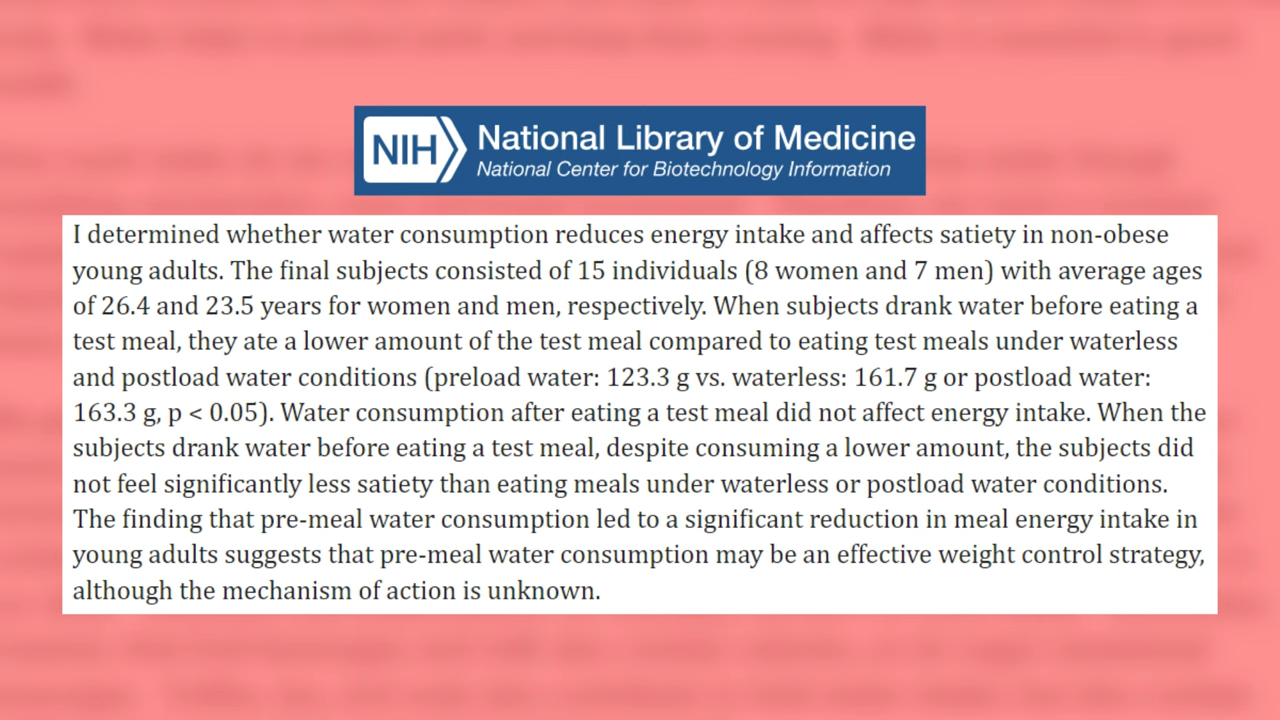 NIH National Library of Medicine
National Center for Biotechnology Information
I determined whether water consumption reduces energy intake and affects satiety in non-obese
young adults. The final subjects consisted of 15 individuals (8 women and 7 men) with average ages
of 26.4 and 23.5 years for women and men, respectively. When subjects drank water before eating a
test meal, they ate a lower amount of the test meal compared to eating test meals under waterless
and postload water conditions (preload water: 123.3 g vs. waterless: 161.7 g or postload water:
163.3 g, p < 0.05). Water consumption after eating a test meal did not affect energy intake. When the
subjects drank water before eating a test meal, despite consuming a lower amount, the subjects did
not feel significantly less satiety than eating meals under waterless or postload water conditions.
The finding that pre-meal water consumption led to a significant reduction in meal energy intake in
young adults suggests that pre-meal water consumption may be an effective weight control strategy,
although the mechanism of action is unknown.